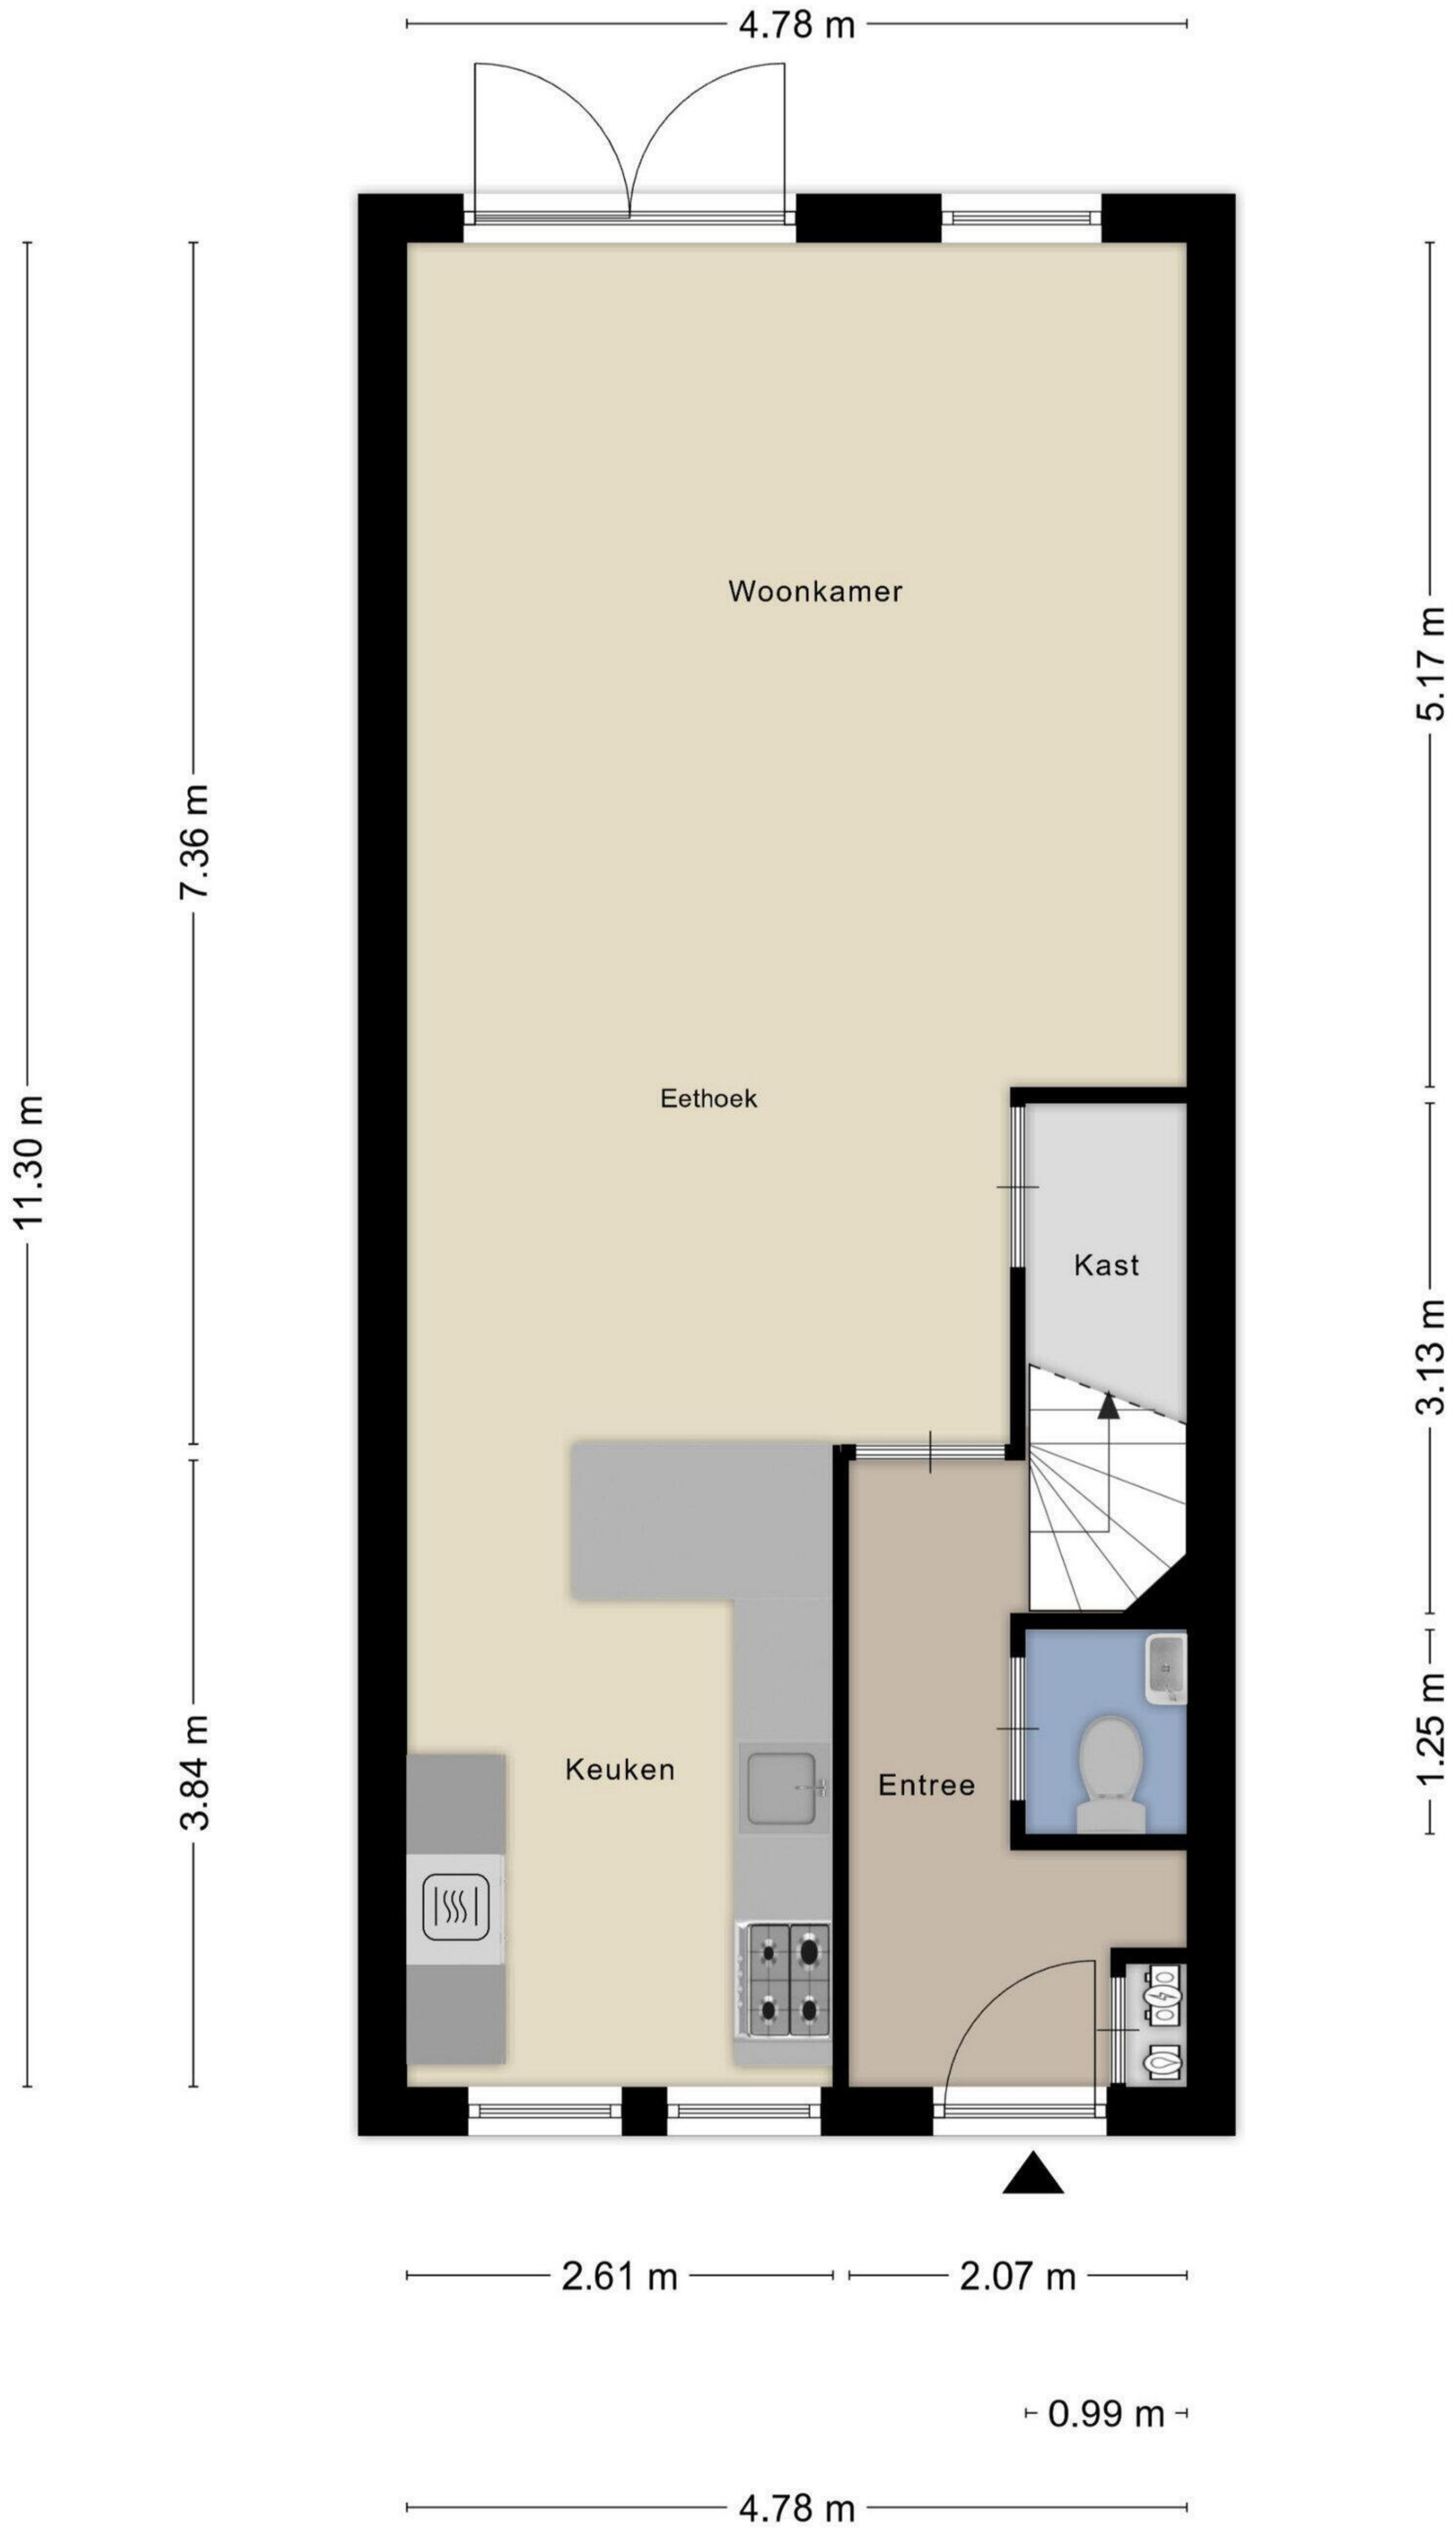 4.78 m
Woonkamer
5.17 m
7.36 m
Eethoek
11.30 m
Kast
3.13 m
Keuken
Entree
3.84 m
1.25 m
2.61 m
2.07 m
0.99 m
4.78 m